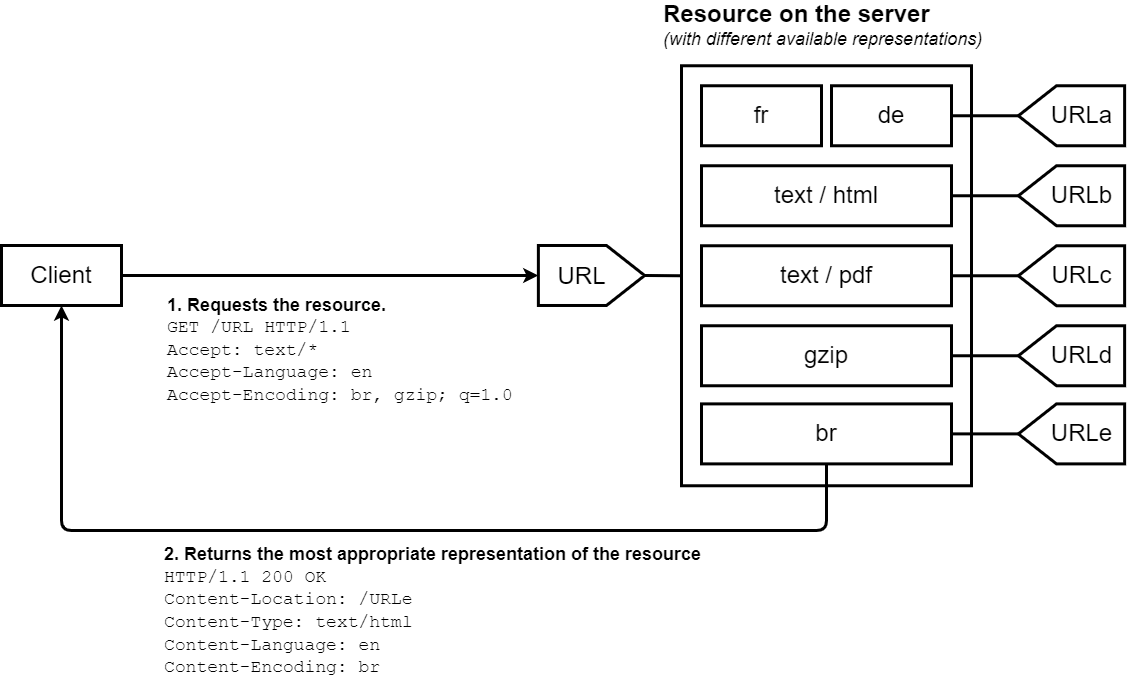 Resource on the server
(with different available representations)
fr
de
URLa
text / html
URLb
Client
URL
text / pdf
URLc
1. Requests the resource.
GET /URL HTTP/1.1
Accept: text/*
Accept-Language: en
Accept-Encoding: br, gzip; q=1.0
gzip
URLd
br
URLe
2. Returns the most appropriate representation of the resource
HTTP/1.1 200 OK
Content-Location: /URLe
Content-Type: text/html
Content-Language: en
Content-Encoding: br